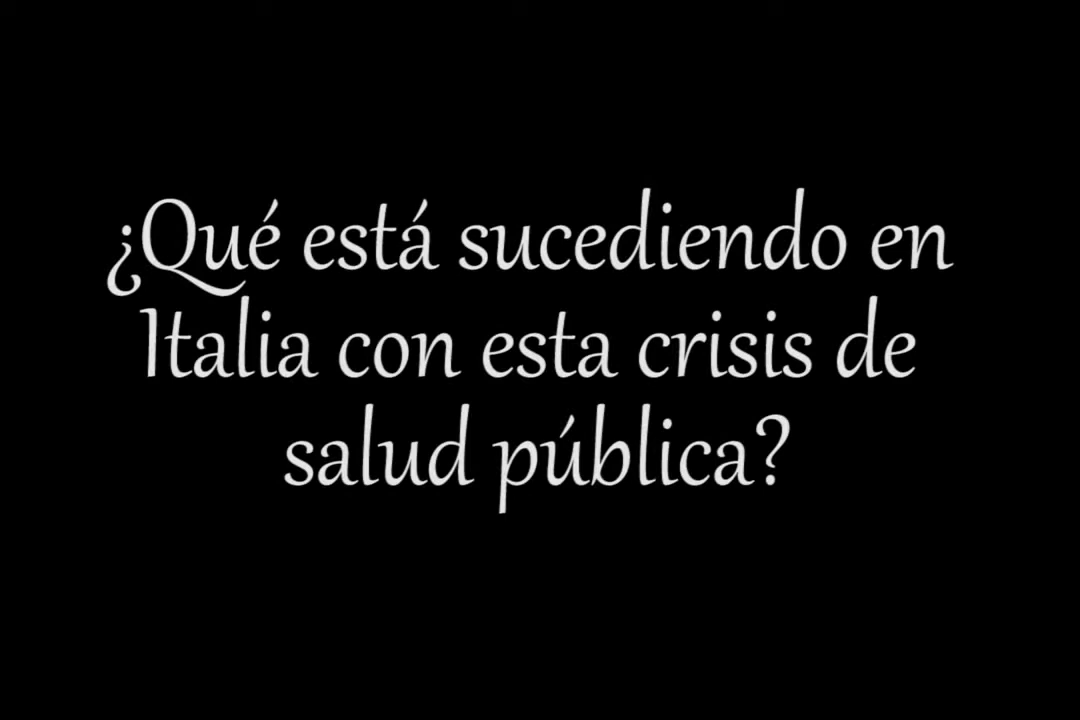 ¿Qué está sucediendo en
Italia con esta crisis de
salud pública?